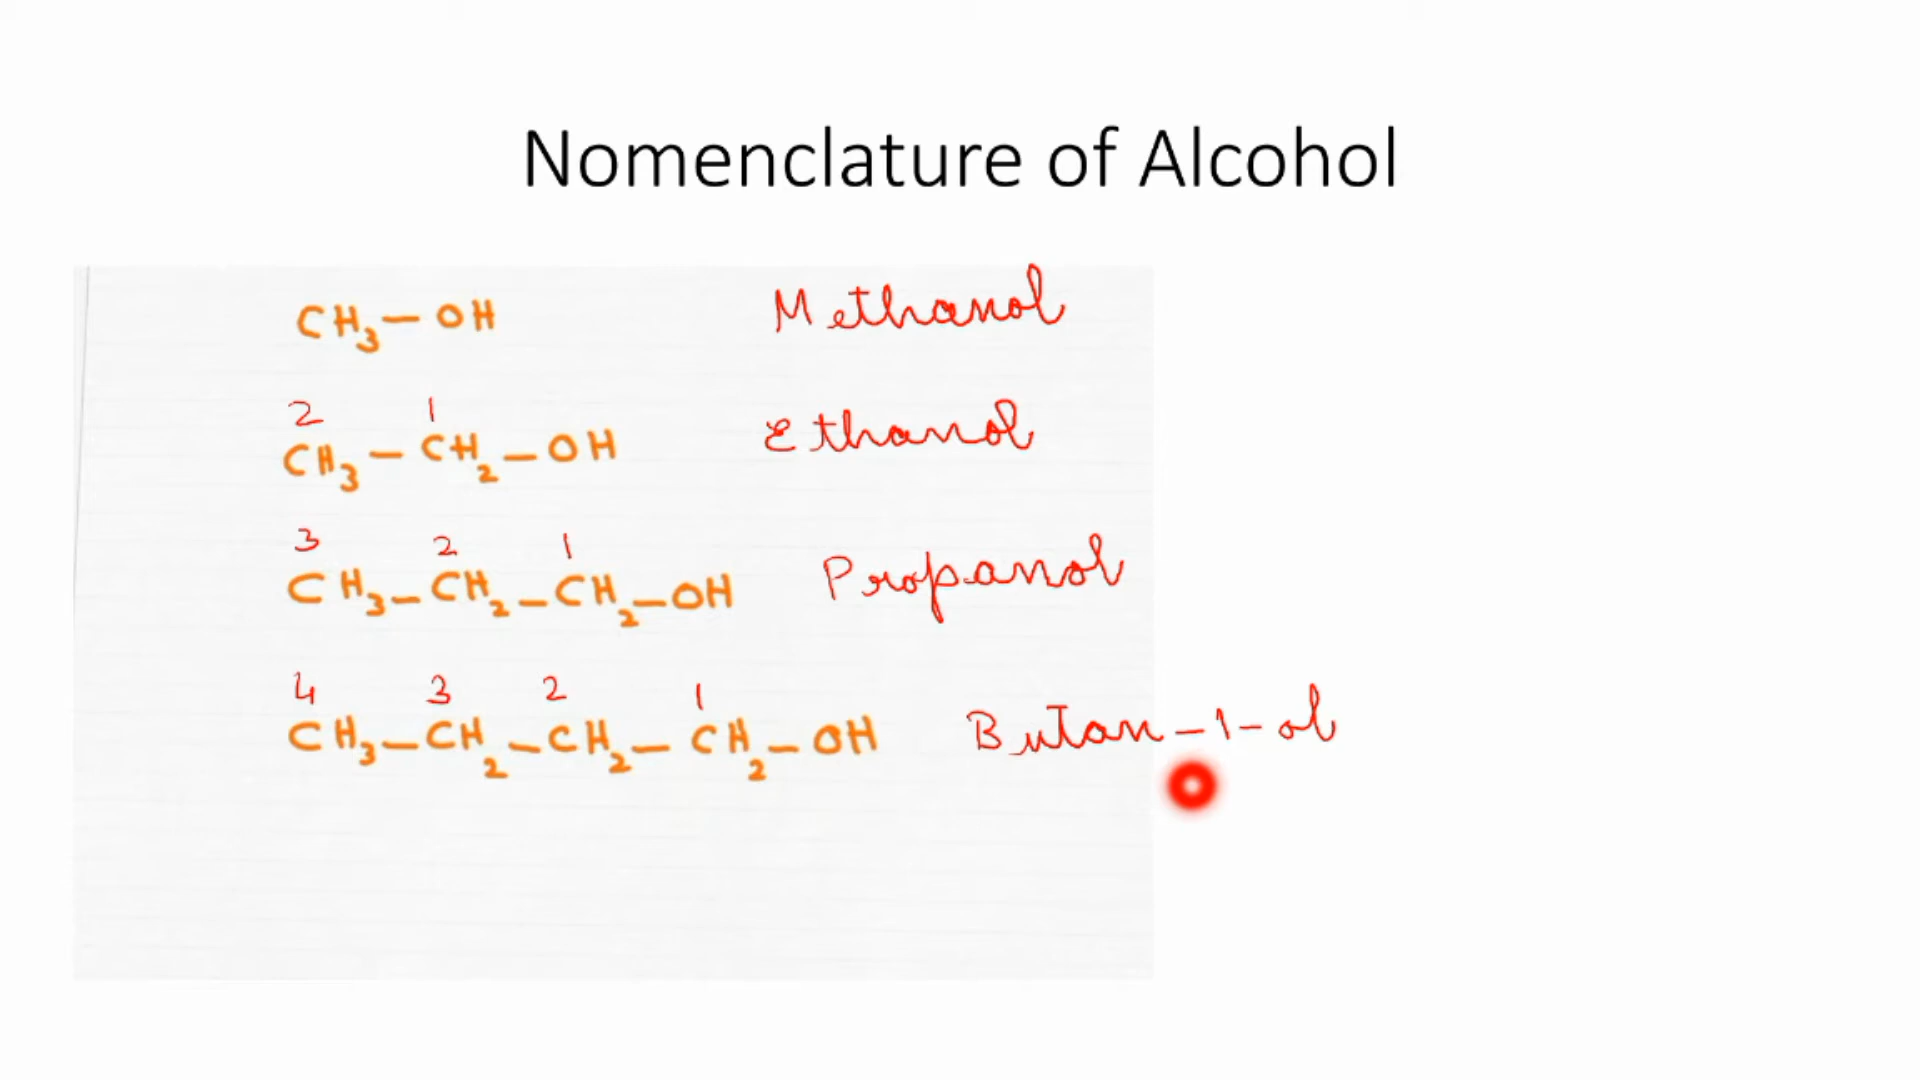 Nomenclature of Alcohol
CH₃ – OH Methanol
2 1
CH₃ – CH₂ – OH Ethanol
3 2 1
CH₃ – CH₂ – CH₂ – OH Propanol
4 3 2 1
CH₃ – CH₂ – CH₂ – CH₂ – OH Butan – 1 – ol